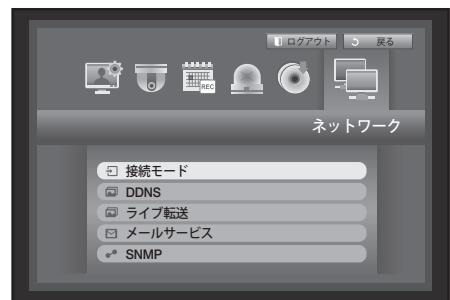 ログアウト 戻る
REC
ネットワーク
接続モード
DDNS
ライブ転送
メールサービス
SNMP